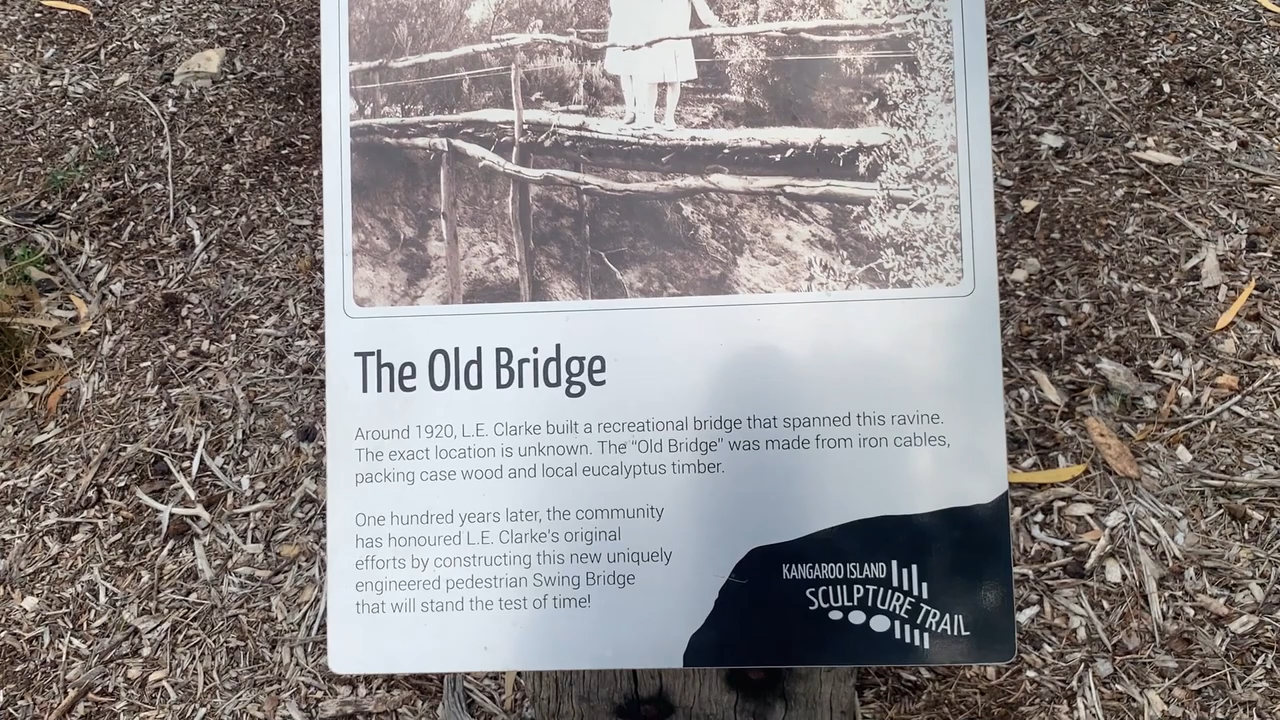 The Old Bridge
Around 1920, L.E. Clarke built a recreational bridge that spanned this ravine.
The exact location is unknown. The "Old Bridge" was made from iron cables,
packing case wood and local eucalyptus timber.
One hundred years later, the community
has honoured L.E. Clarke's original
efforts by constructing this new uniquely
engineered pedestrian Swing Bridge
that will stand the test of time!
KANGAROO ISLAND
SCULPTURE TRAIL